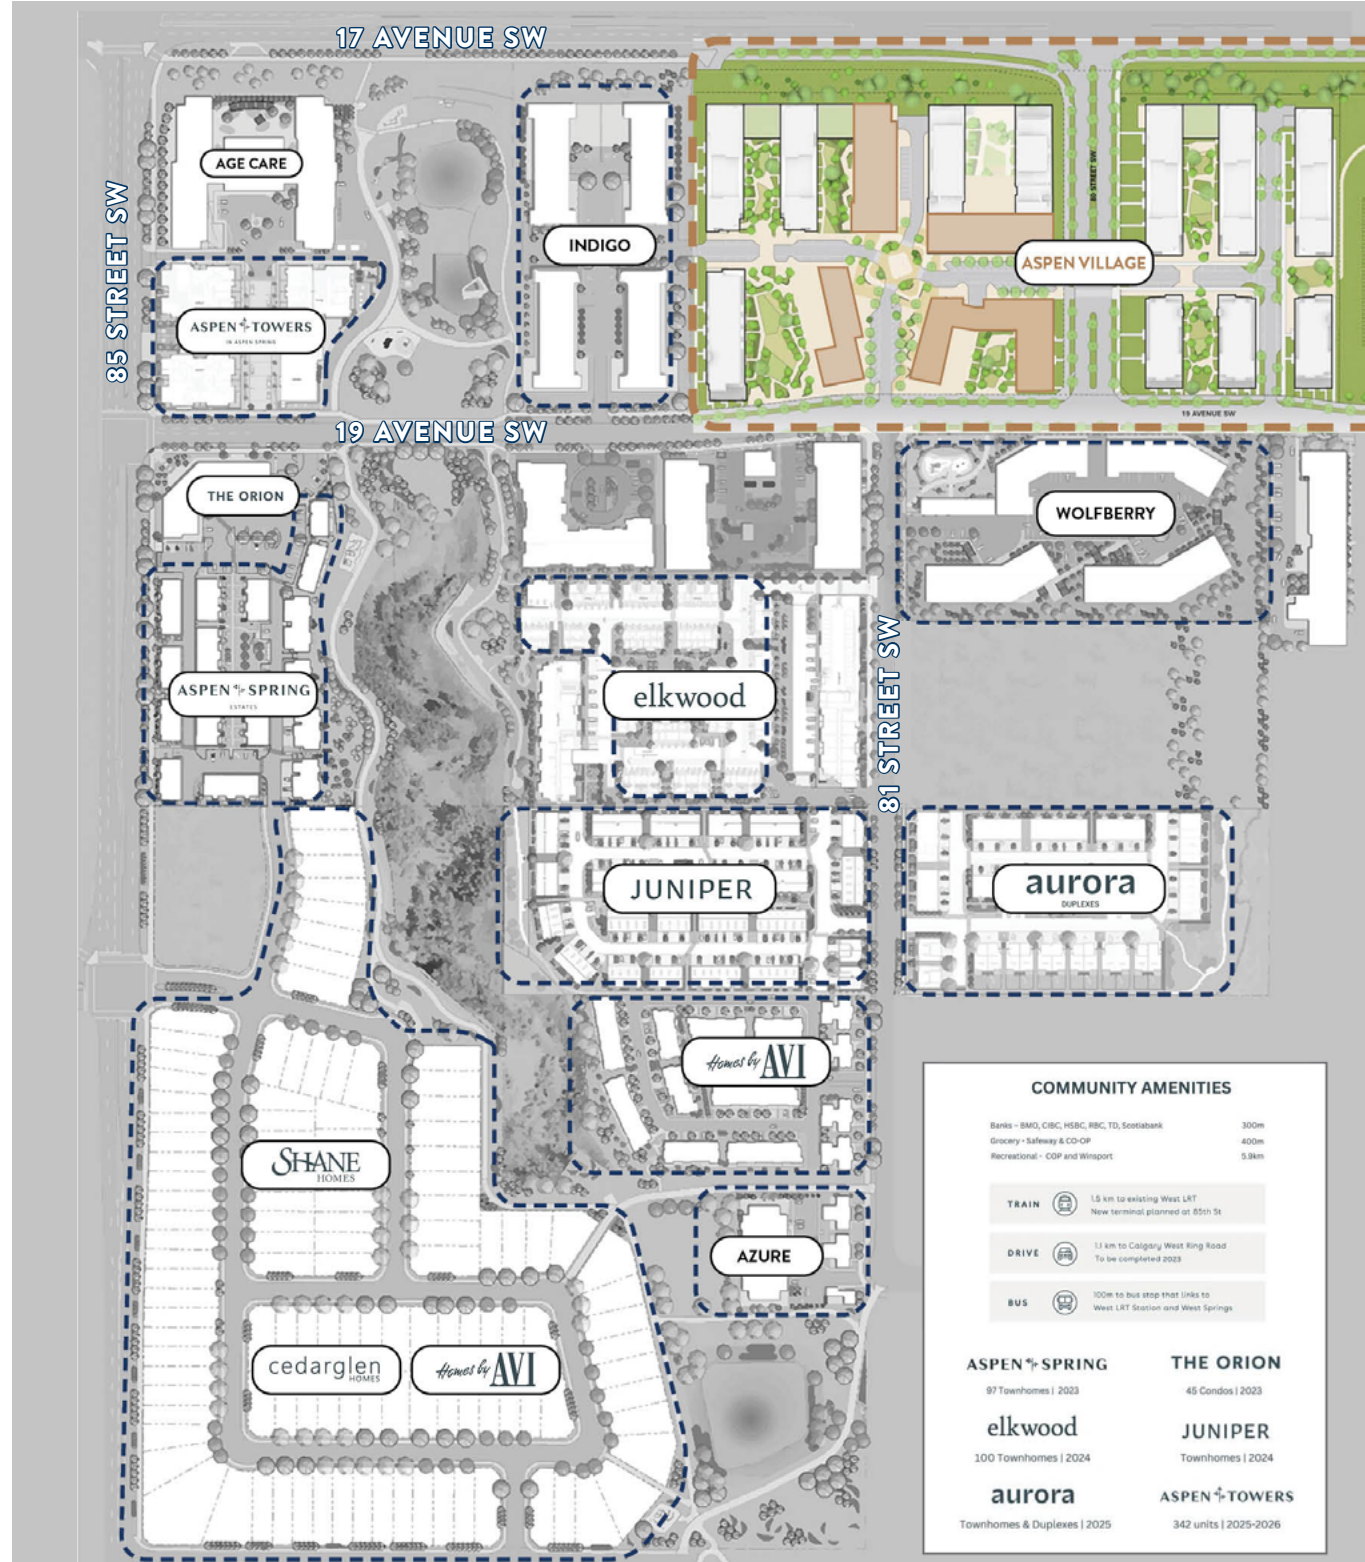 17 AVENUE SW
85 STREET SW
AGE CARE
INDIGO
80 STREET SW
ASPEN VILLAGE
ASPEN TOWERS
IN ASPEN SPRING
19 AVENUE SW
19 AVENUE SW
THE ORION
WOLFBERRY
ASPEN SPRING
ESTATES
elkwood
81 STREET SW
JUNIPER
aurora
DUPLEXES
Homes by AVI
SHANE
HOMES
AZURE
cedarglen
HOMES
Homes by AVI
COMMUNITY AMENITIES
Banks - BMO, CIBC, HSBC, RBC, TD, Scotiabank 300m
Grocery - Safeway & CO-OP 400m
Recreational - COP and Winsport 5.9km
TRAIN
1.5 km to existing West LRT
New terminal planned at 85th St
DRIVE
1.1 km to Calgary West Ring Road
To be completed 2023
BUS
100m to bus stop that links to
West LRT Station and West Springs
ASPEN SPRING
97 Townhomes | 2023
THE ORION
45 Condos | 2023
elkwood
100 Townhomes | 2024
JUNIPER
Townhomes | 2024
aurora
Townhomes & Duplexes | 2025
ASPEN TOWERS
342 units | 2025-2026